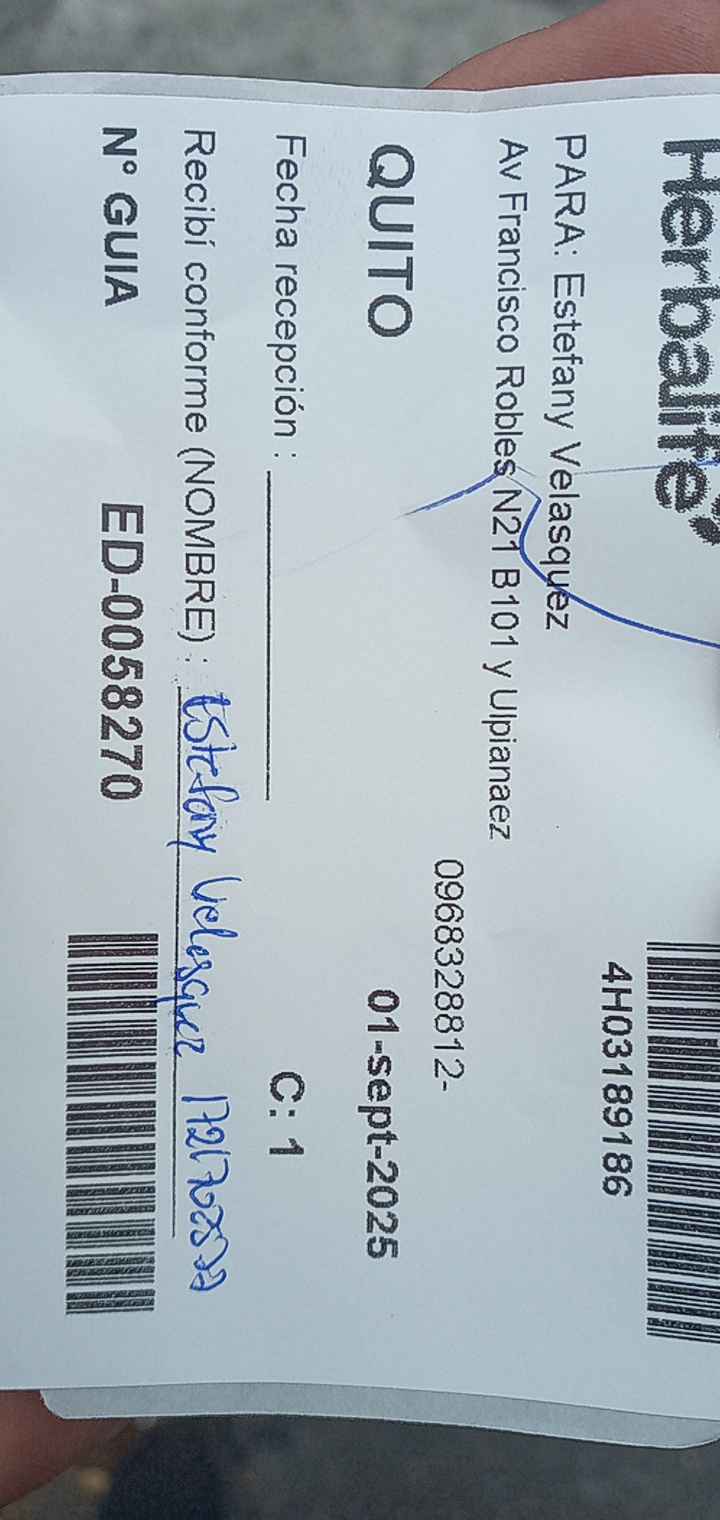 Herbalife
4H03189186
PARA: Estefany Velasquez
Av Francisco Robles N21 B101 y Ulpianaez
0968328812-
QUITO 01-sept-2025
Fecha recepción : C: 1
Recibí conforme (NOMBRE) : Estefany Velasquez
N° GUIA ED-0058270